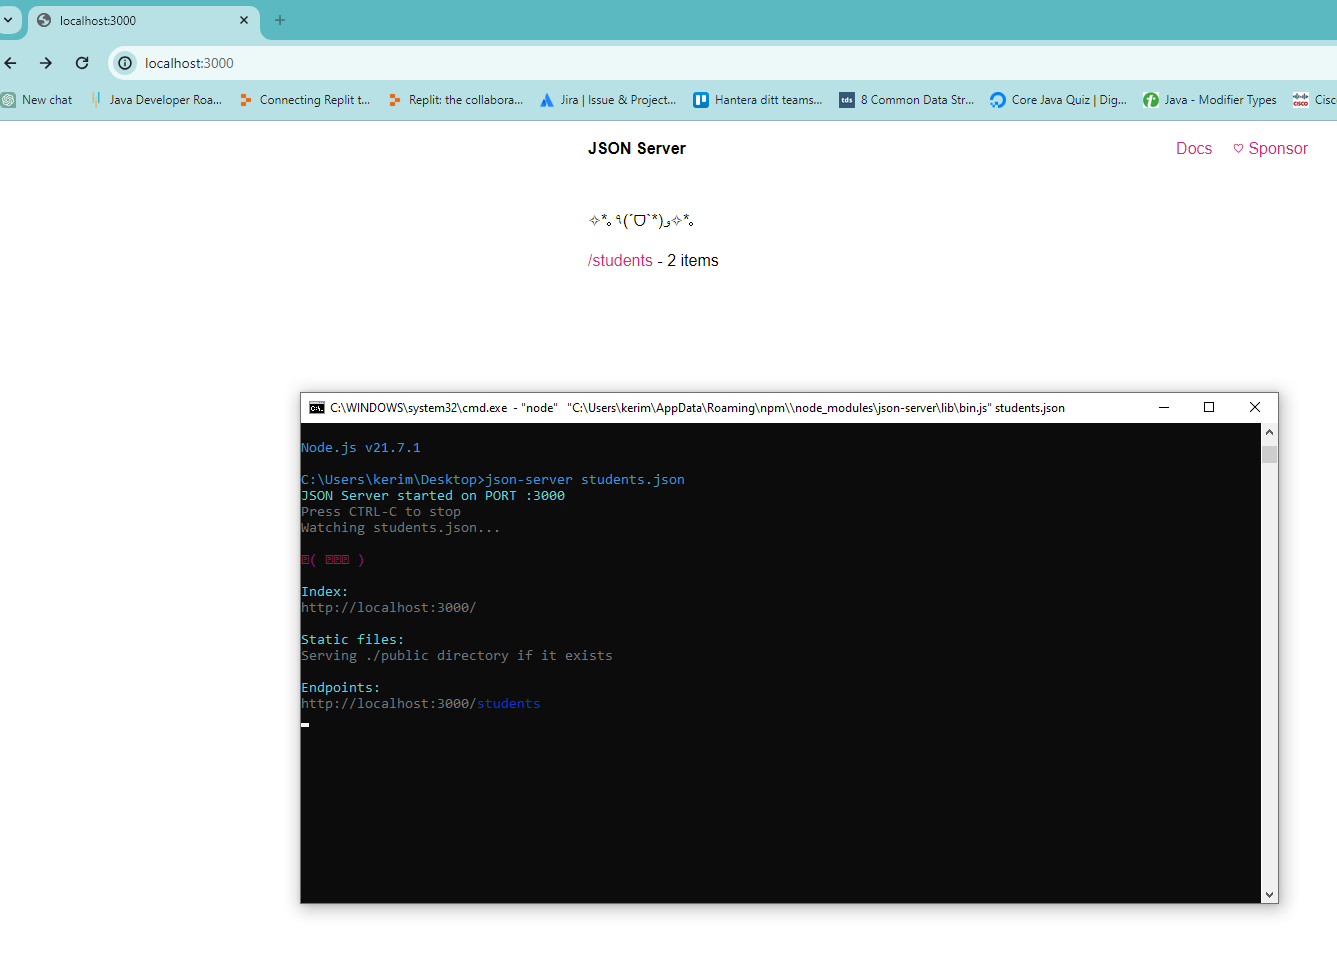 localhost:3000
localhost:3000
New chat
Java Developer Roa...
Connecting Replit t...
Replit: the collabora...
Jira | Issue & Project...
Hantera ditt teams...
tds
8 Common Data Str...
Core Java Quiz | Dig...
Java - Modifier Types
CISCO
Cisc
JSON Server
Docs
♡ Sponsor
✧*｡٩(ˊᗜˋ*)و✧*｡
/students - 2 items
C:\WINDOWS\system32\cmd.exe - "node" "C:\Users\kerim\AppData\Roaming\npm\\node_modules\json-server\lib\bin.js" students.json
Node.js v21.7.1
C:\Users\kerim\Desktop>json-server students.json
JSON Server started on PORT :3000
Press CTRL-C to stop
Watching students.json...
Index:
http://localhost:3000/
Static files:
Serving ./public directory if it exists
Endpoints:
http://localhost:3000/students